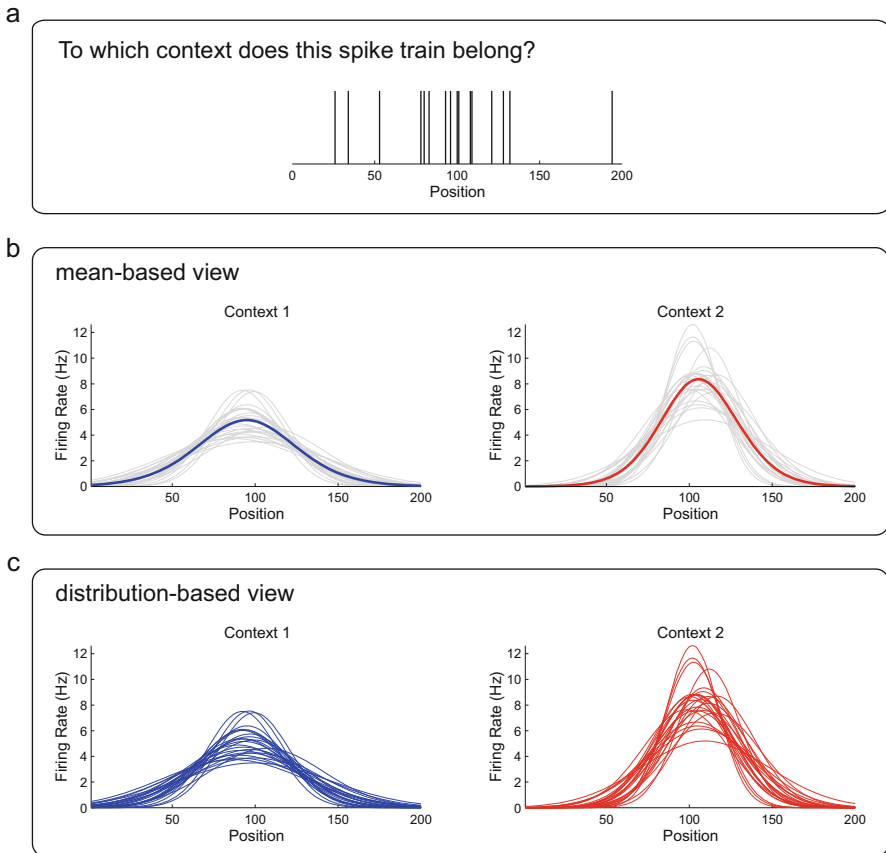 a
To which context does this spike train belong?
0 50 100 150 200
Position
b
mean-based view
Context 1
Firing Rate (Hz)
12
10
8
6
4
2
0
50 100 150 200
Position
Context 2
Firing Rate (Hz)
12
10
8
6
4
2
0
50 100 150 200
Position
c
distribution-based view
Context 1
Firing Rate (Hz)
12
10
8
6
4
2
0
50 100 150 200
Position
Context 2
Firing Rate (Hz)
12
10
8
6
4
2
0
50 100 150 200
Position